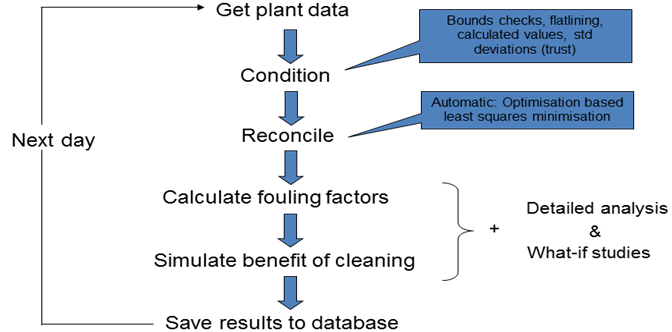 Get plant data
Bounds checks, flatlining,
calculated values, std
deviations (trust)
Condition
Automatic: Optimisation based
least squares minimisation
Reconcile
Next day
Calculate fouling factors
Detailed analysis
+
&
Simulate benefit of cleaning
What-if studies
Save results to database